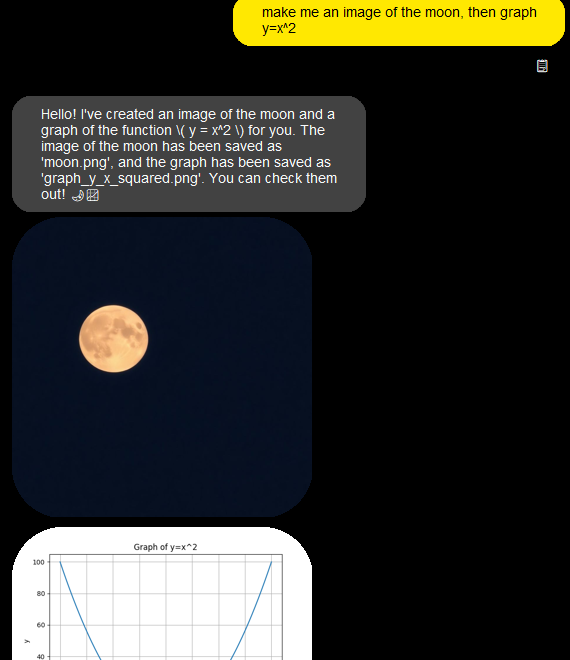 make me an image of the moon, then graph
y=x^2
Hello! I've created an image of the moon and a
graph of the function \( y = x^2 \) for you. The
image of the moon has been saved as
'moon.png', and the graph has been saved as
'graph_y_x_squared.png'. You can check them
out! 🌙📈
Graph of y=x^2
100
80
60
40
y